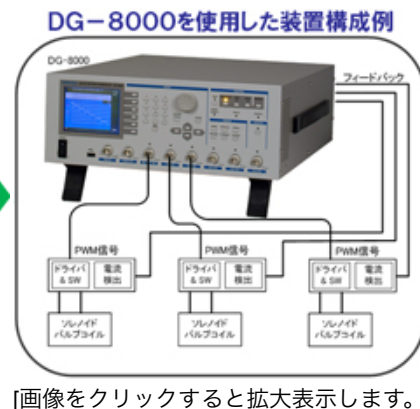 DG-8000を使用した装置構成例
DG-8000
フィードバック
PWM信号
PWM信号
PWM信号
ドライバ
& SW
電流
検出
ドライバ
& SW
電流
検出
ドライバ
& SW
電流
検出
ソレノイド
バルブコイル
ソレノイド
バルブコイル
ソレノイド
バルブコイル
[画像をクリックすると拡大表示します。